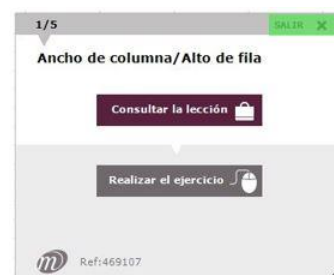 1/5
SALIR X
Ancho de columna/Alto de fila
Consultar la lección
Realizar el ejercicio
m Ref:469107